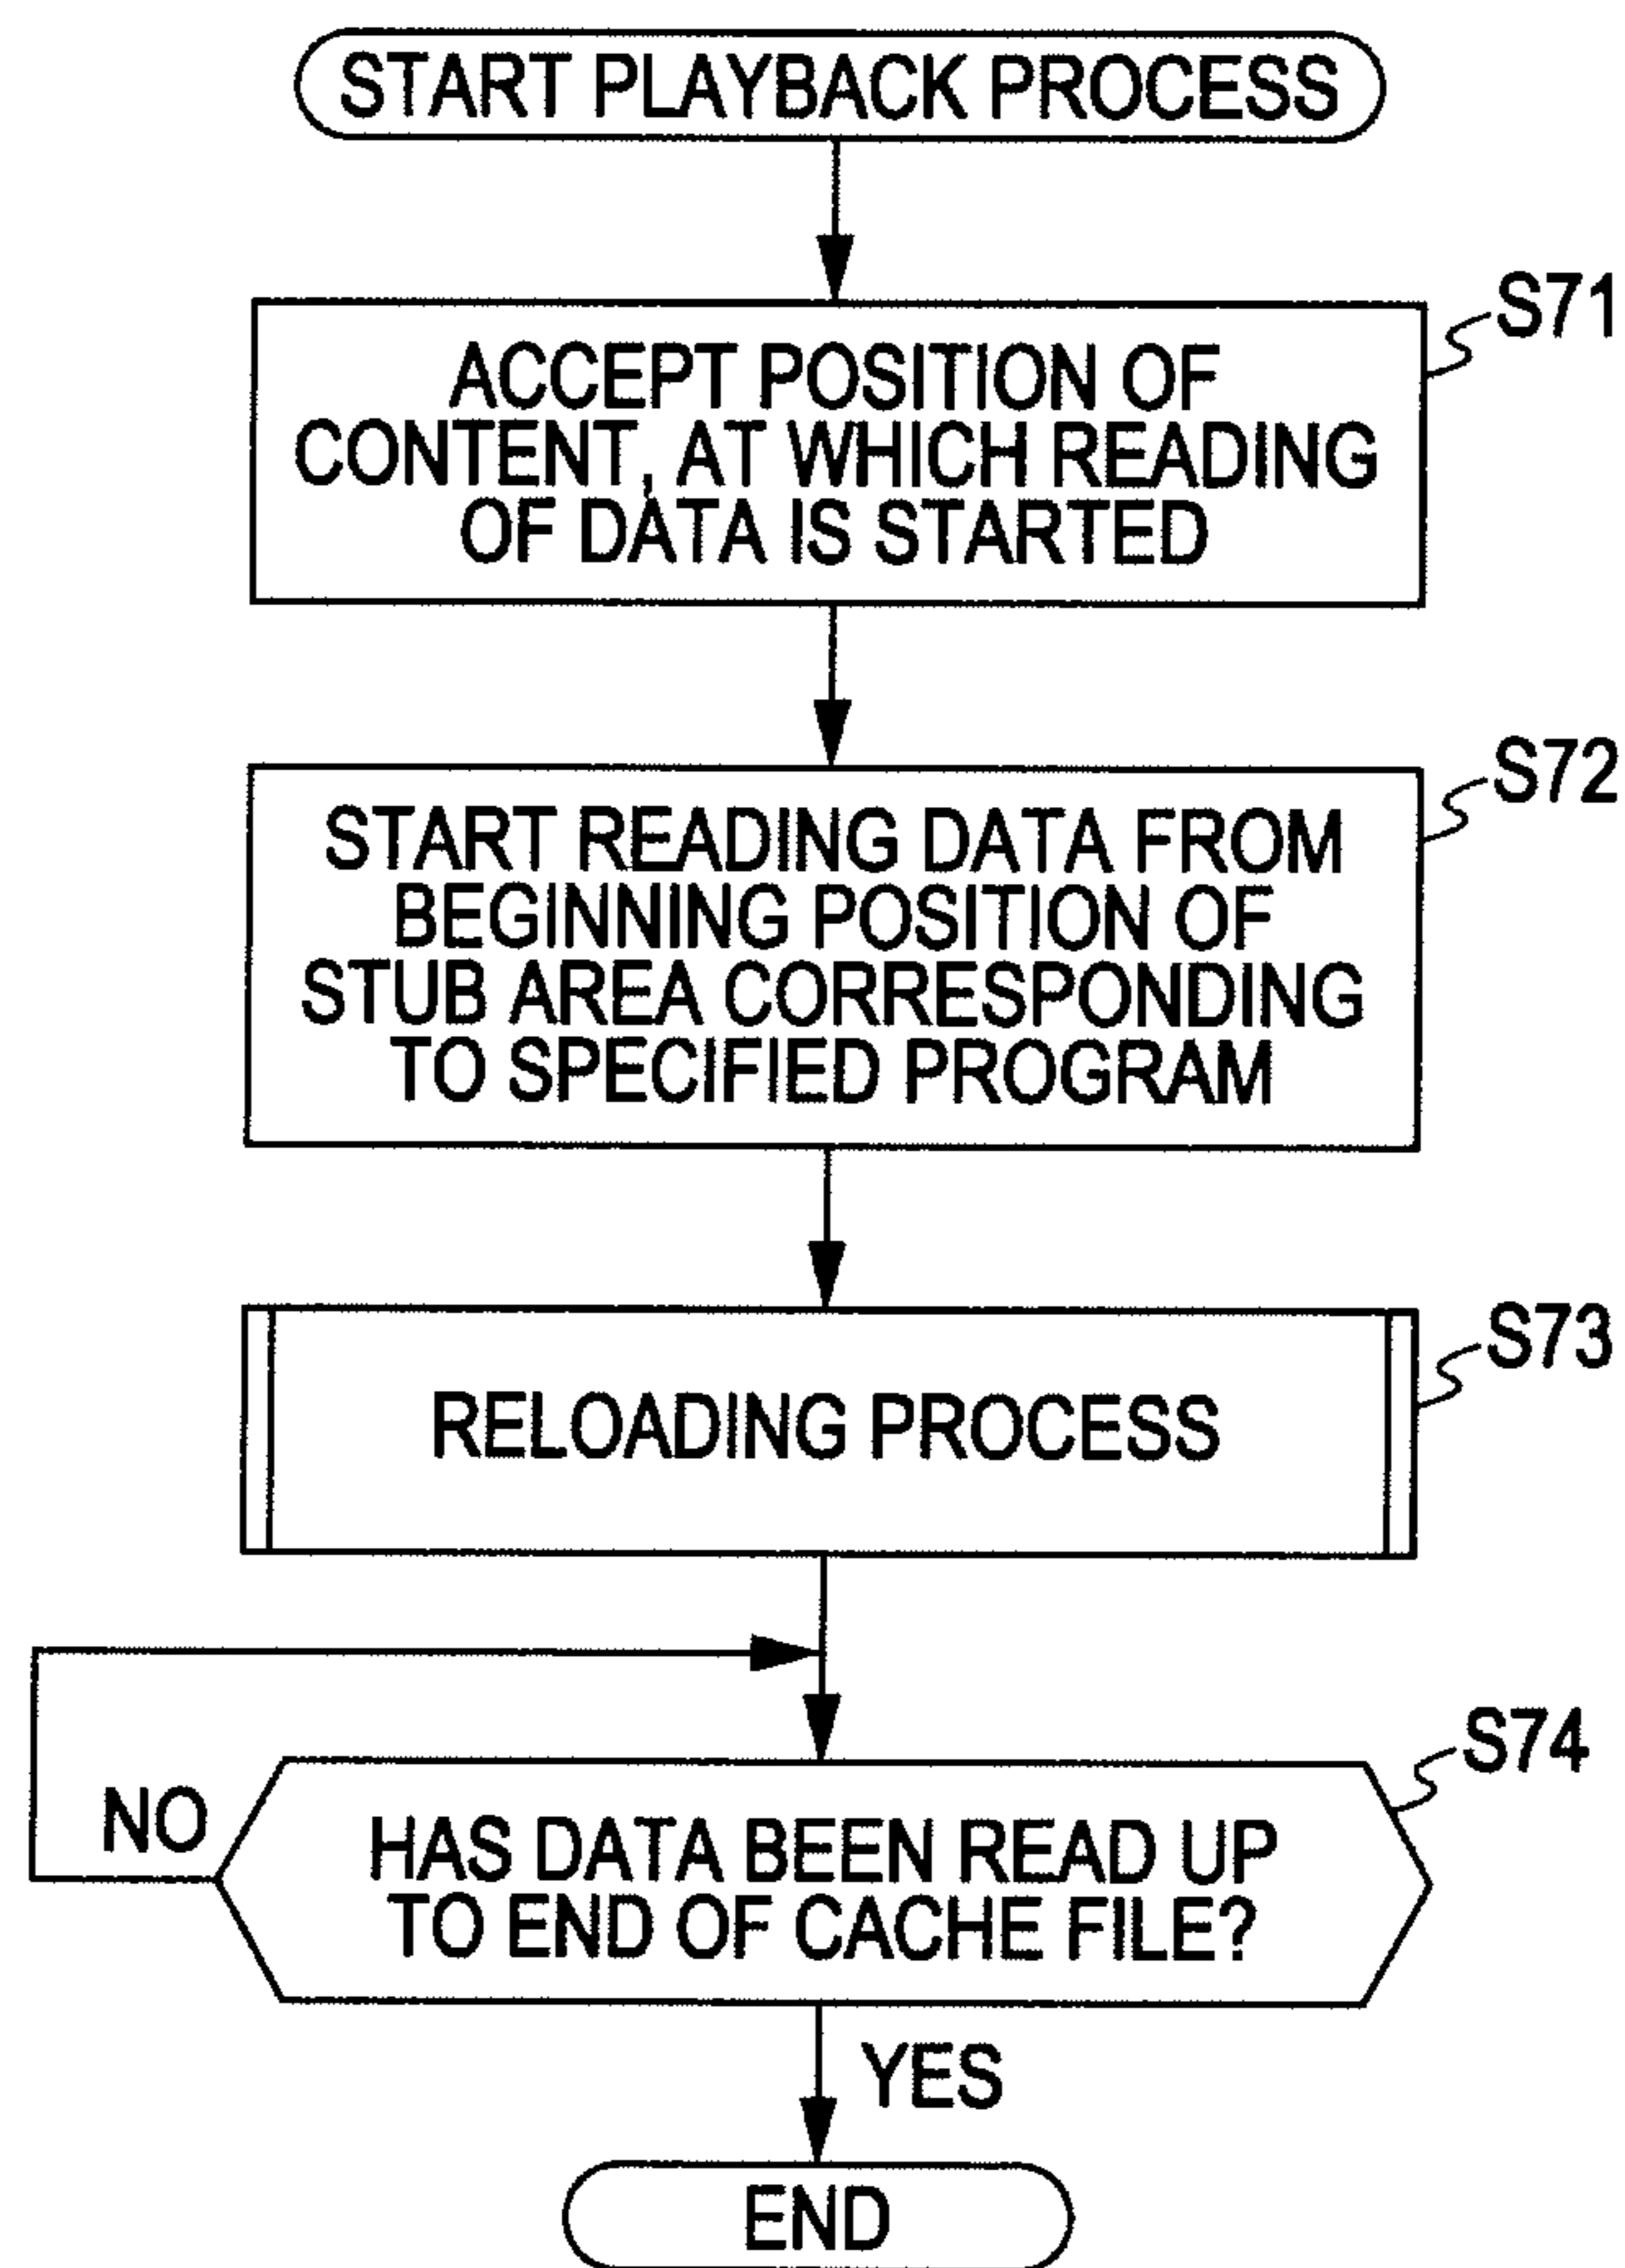 START PLAYBACK PROCESS
S71
ACCEPT POSITION OF
CONTENT, AT WHICH READING
OF DATA IS STARTED
S72
START READING DATA FROM
BEGINNING POSITION OF
STUB AREA CORRESPONDING
TO SPECIFIED PROGRAM
S73
RELOADING PROCESS
S74
NO
HAS DATA BEEN READ UP
TO END OF CACHE FILE?
YES
END